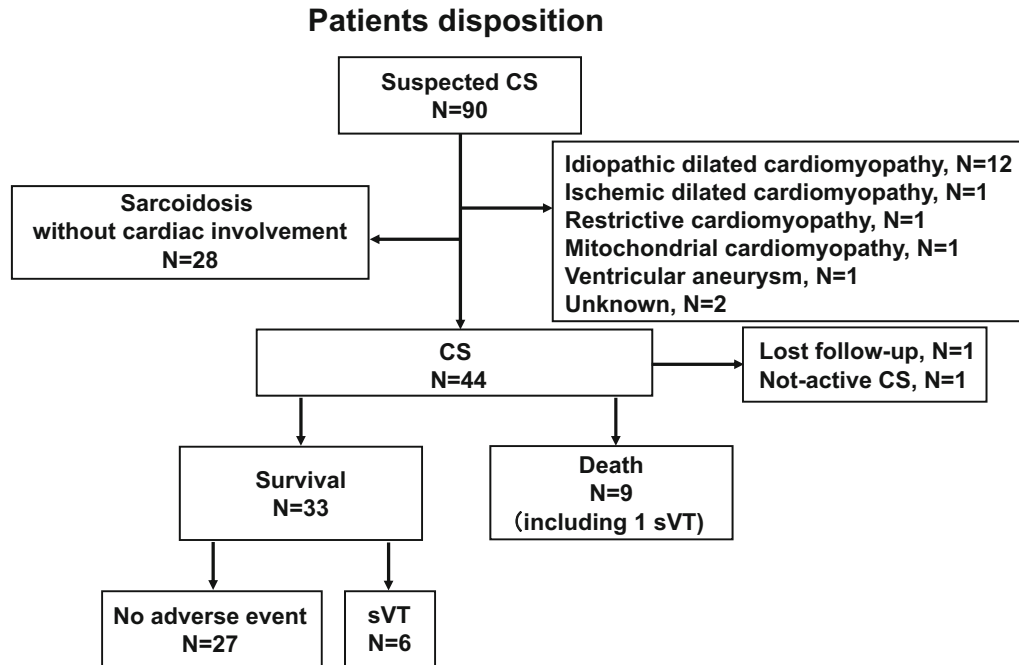 Patients disposition
Suspected CS
N=90
Idiopathic dilated cardiomyopathy, N=12
Ischemic dilated cardiomyopathy, N=1
Restrictive cardiomyopathy, N=1
Mitochondrial cardiomyopathy, N=1
Ventricular aneurysm, N=1
Unknown, N=2
Sarcoidosis
without cardiac involvement
N=28
CS
N=44
Lost follow-up, N=1
Not-active CS, N=1
Survival
N=33
Death
N=9
(including 1 sVT)
No adverse event
N=27
sVT
N=6